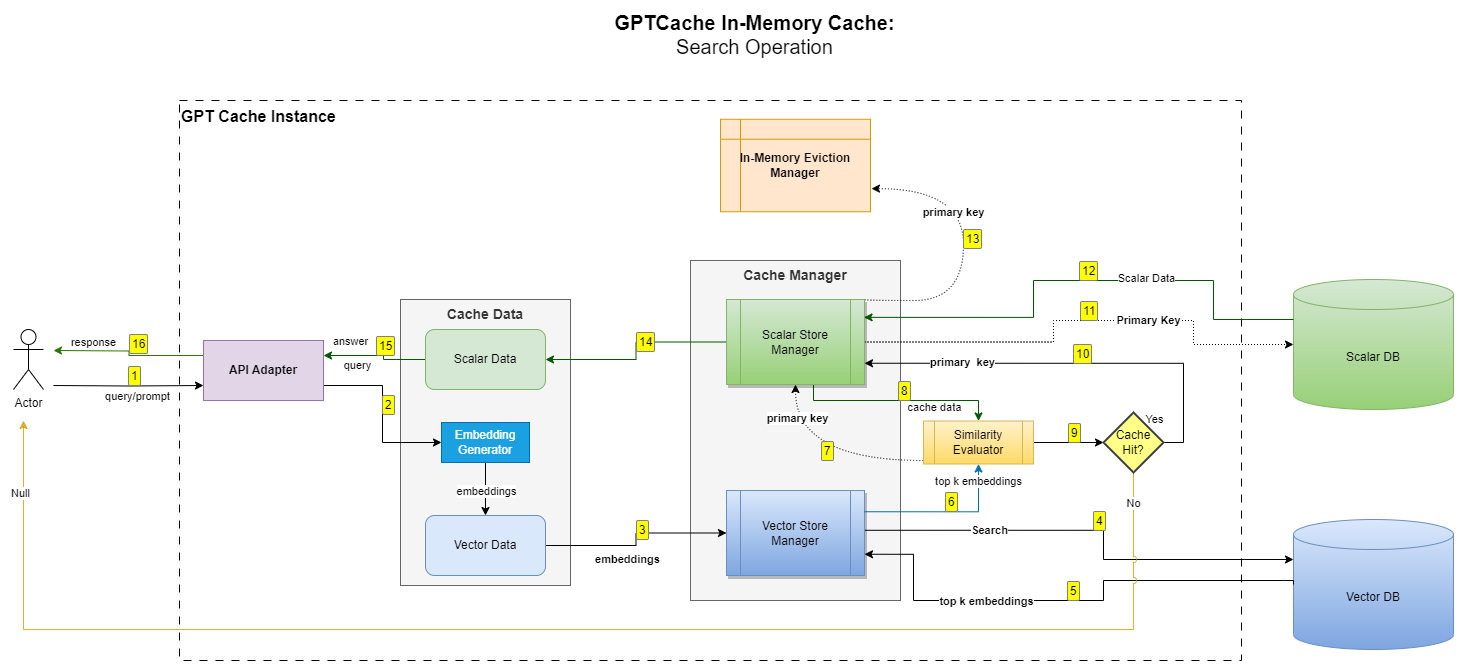 GPTCache In-Memory Cache:
Search Operation
GPT Cache Instance
In-Memory Eviction
Manager
primary key
13
Cache Manager
12
Scalar Data
11
Primary Key
10
primary key
Cache Data
Scalar Store
Manager
Scalar DB
14
answer
15
query
Scalar Data
response
16
API Adapter
1
query/prompt
Actor
2
8
cache data
primary key
7
Similarity
Evaluator
9
Cache
Hit?
Yes
Embedding
Generator
embeddings
top k embeddings
6
Null
No
Vector Data
3
embeddings
Vector Store
Manager
Search
4
5
top k embeddings
Vector DB